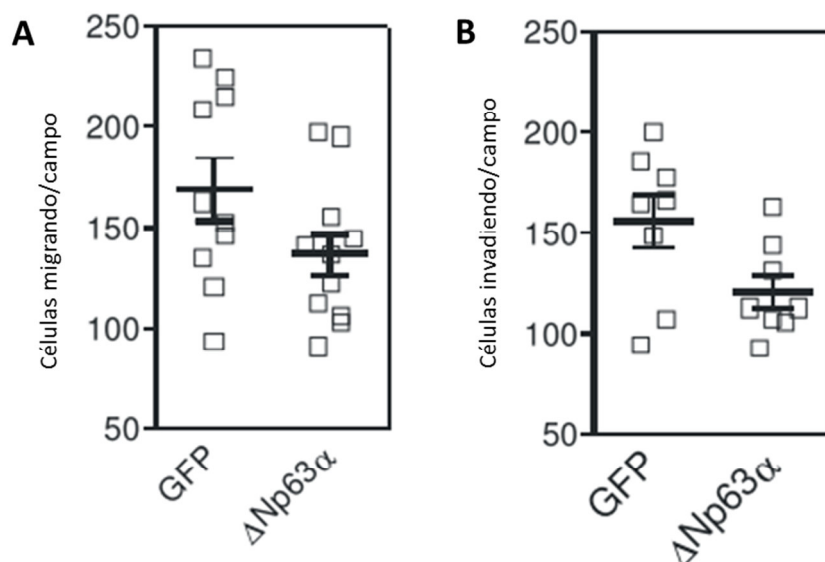 A
Células migrando/campo
250
200
150
100
50
GFP
ΔNp63α
B
Células invadiendo/campo
250
200
150
100
50
GFP
ΔNp63α